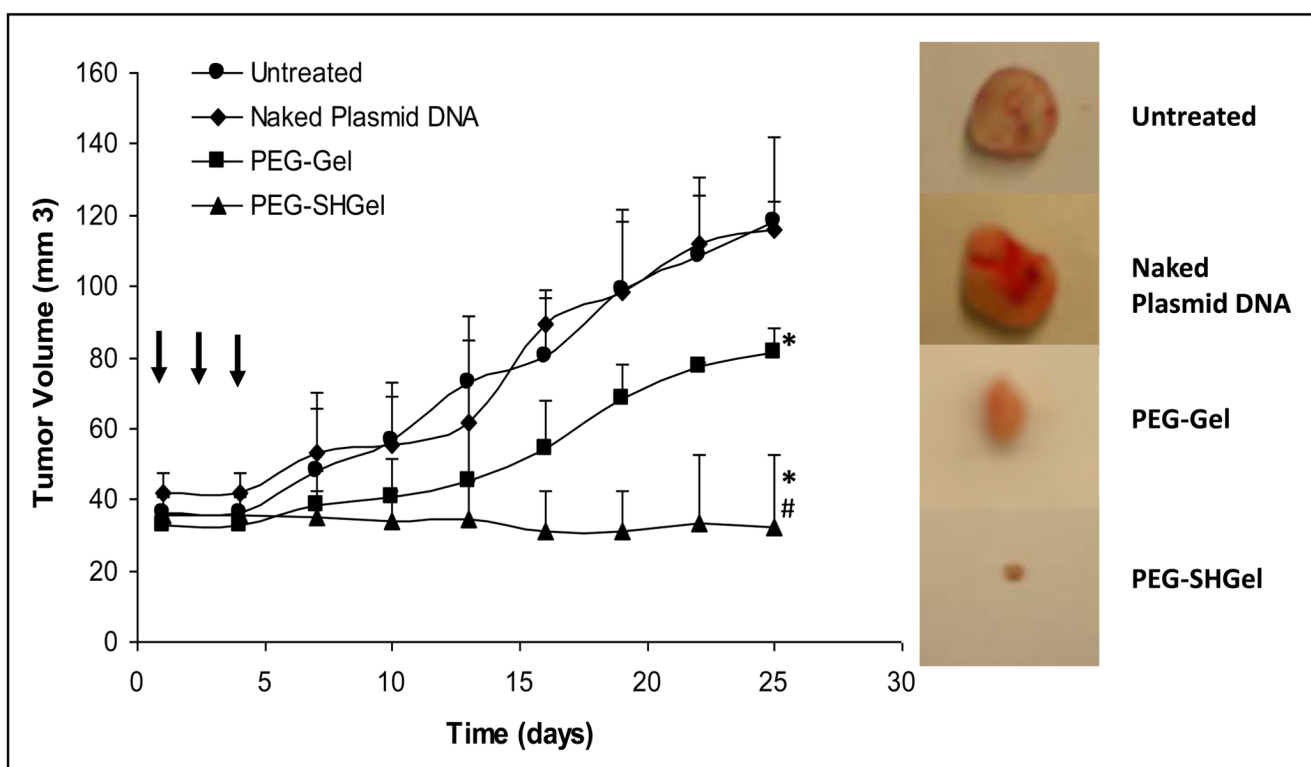 Untreated
Naked Plasmid DNA
PEG-Gel
PEG-SHGel
Tumor Volume (mm 3)
160
140
120
100
80
60
40
20
0
*
*
#
0
5
10
15
20
25
30
Time (days)
Untreated
Naked
Plasmid DNA
PEG-Gel
PEG-SHGel